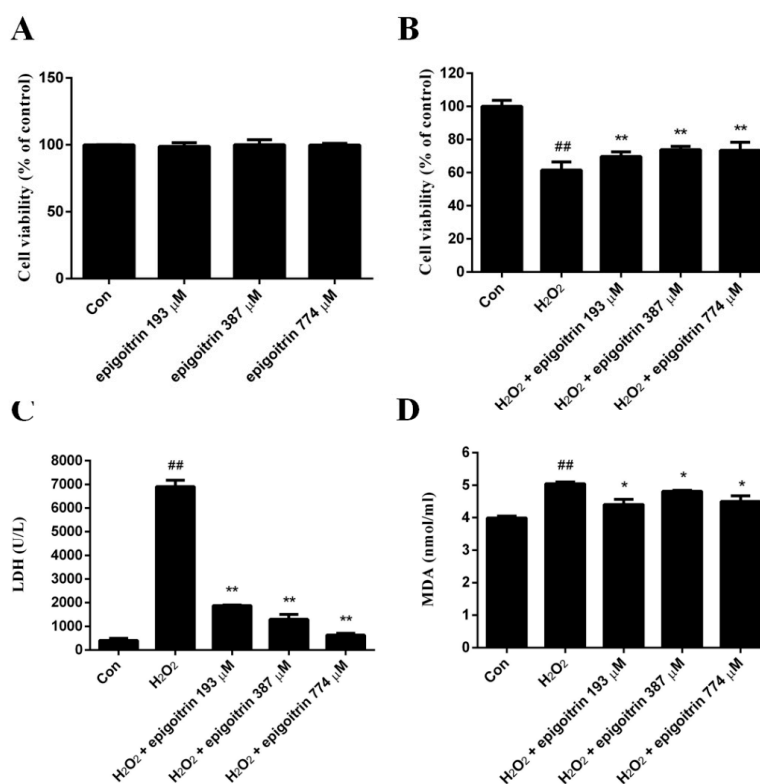 A
Cell viability (% of control)
150
100
50
0
Con
epigoitrin 193 μM
epigoitrin 387 μM
epigoitrin 774 μM
B
Cell viability (% of control)
120
100
80
60
40
20
0
##
**
**
**
Con
H₂O₂
H₂O₂ + epigoitrin 193 μM
H₂O₂ + epigoitrin 387 μM
H₂O₂ + epigoitrin 774 μM
C
LDH (U/L)
8000
7000
6000
5000
4000
3000
2000
1000
0
##
**
**
**
Con
H₂O₂
H₂O₂ + epigoitrin 193 μM
H₂O₂ + epigoitrin 387 μM
H₂O₂ + epigoitrin 774 μM
D
MDA (nmol/ml)
6
5
4
3
2
1
0
##
*
*
*
Con
H₂O₂
H₂O₂ + epigoitrin 193 μM
H₂O₂ + epigoitrin 387 μM
H₂O₂ + epigoitrin 774 μM